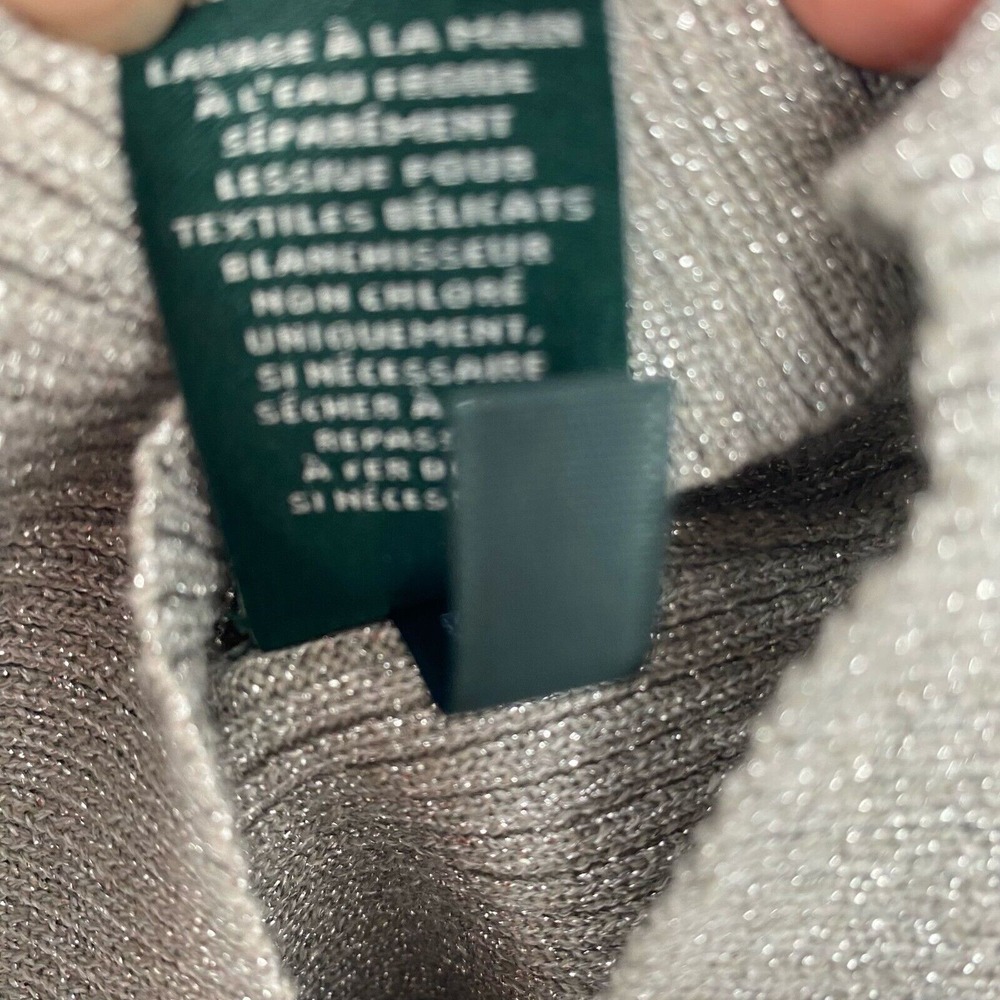 LAVAGE À LA MAIN
À L'EAU FROIDE
SÉPARÉMENT
LESSIVE POUR
TEXTILES DÉLICATS
BLANCHISSEUR
NON CHLORÉ
UNIQUEMENT,
SI NÉCESSAIRE
SÉCHER À
REPASS
À FER D
SI NÉCES